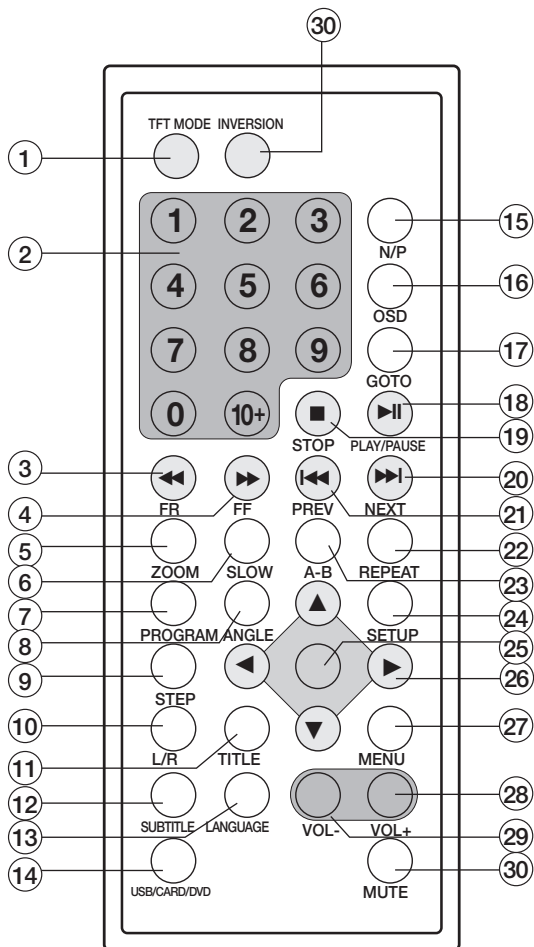 30
TFT MODE INVERSION
1
1 2 3
2
15
N/P
4 5 6
16
OSD
7 8 9
17
GOTO
0 10+
18
STOP PLAY/PAUSE
19
3
20
FR FF PREV NEXT
4
21
5
22
ZOOM SLOW A-B REPEAT
6
23
7
24
PROGRAM ANGLE SETUP
8
25
9
26
STEP
10
27
L/R TITLE MENU
11
12
28
SUBTITLE LANGUAGE VOL- VOL+
13
29
14
30
USB/CARD/DVD MUTE